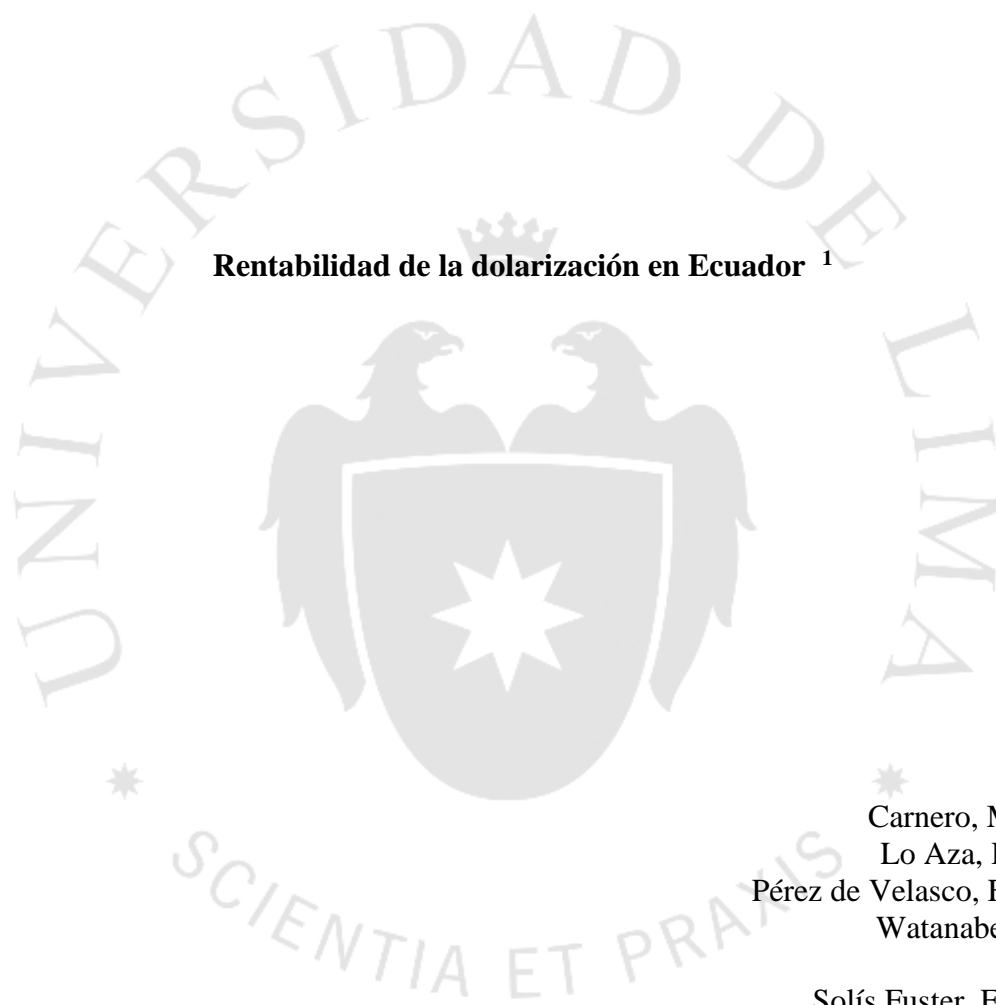 UNIVERSIDAD DE LIMA
Rentabilidad de la dolarización en Ecuador ¹
Carnero,
Lo Aza,
Pérez de Velasco,
Watanabe
Solís Fuster,
SCIENTIA ET PRAXIS